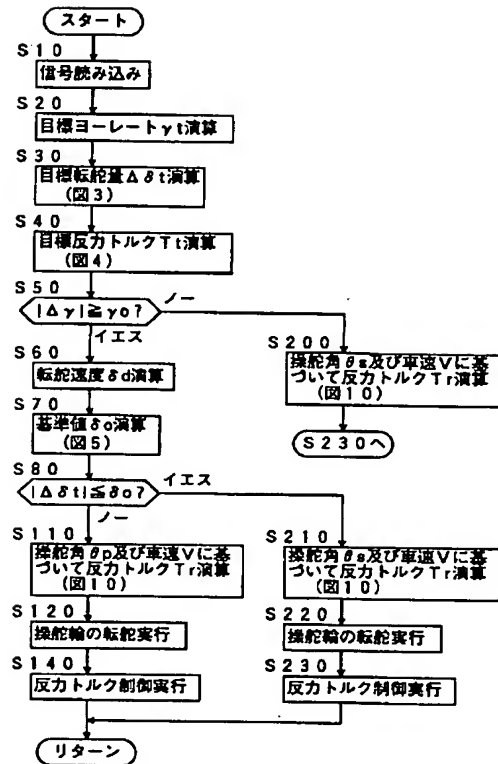 スタート
S10
信号読み込み
S20
目標ヨーレートγt演算
S30
目標転舵量Δδt演算
(図3)
S40
目標反力トルクTt演算
(図4)
S50
|Δγ|≧γo?
ノー
イエス
S60
転舵速度δd演算
S70
基準値δo演算
(図5)
S80
|Δδt|≦δo?
イエス
ノー
S110
操舵角θp及び車速Vに基
づいて反力トルクTr演算
(図10)
S120
操舵輪の転舵実行
S140
反力トルク制御実行
リターン
S200
操舵角θs及び車速Vに基
づいて反力トルクTr演算
(図10)
S230へ
S210
操舵角θs及び車速Vに基
づいて反力トルクTr演算
(図10)
S220
操舵輪の転舵実行
S230
反力トルク制御実行